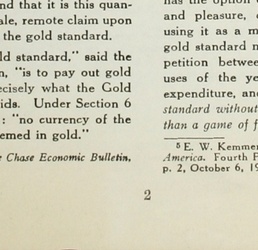 nd that it is this quan-
ale, remote claim upon
the gold standard.
ld standard," said the
n, "is to pay out gold
ecisely what the Gold
ids. Under Section 6
: "no currency of the
emed in gold."
Chase Economic Bulletin,
has the option
and pleasure,
using it as a m
gold standard n
petition betwee
uses of the ye
expenditure, an
standard without
than a game of f
5 E. W. Kemmer
America. Fourth F
p. 2, October 6, 19
2